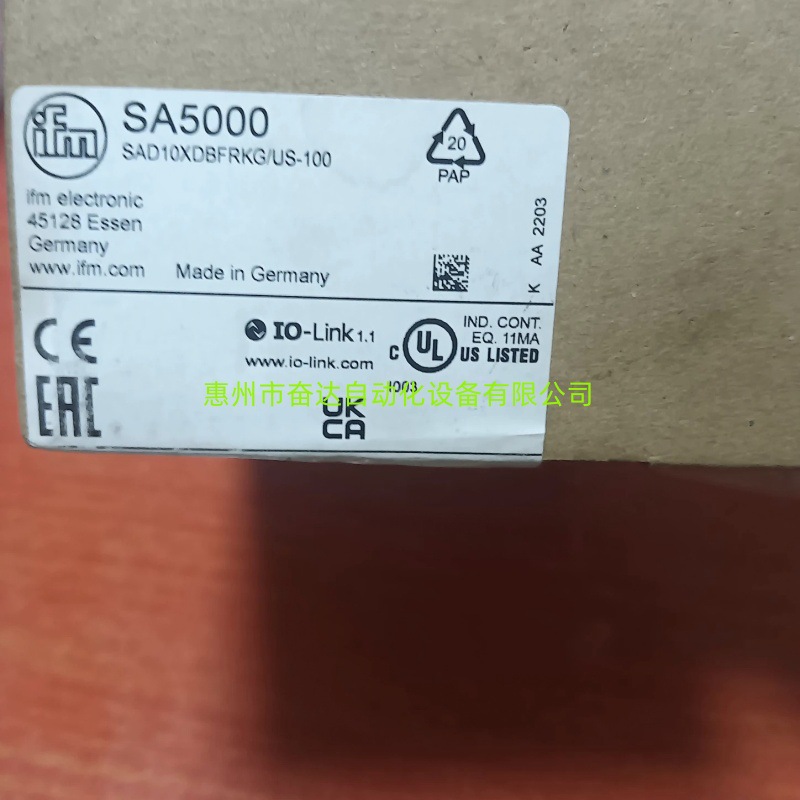 ifm
SA5000
SAD10XDBFRKG/US-100
20
PAP
ifm electronic
45128 Essen
Germany
www.ifm.com
Made in Germany
K AA 2203
CE
IO-Link 1.1
www.io-link.com
C UL US LISTED
IND. CONT.
EQ. 11MA
1003
惠州市奋达自动化设备有限公司
EAC
UK
CA